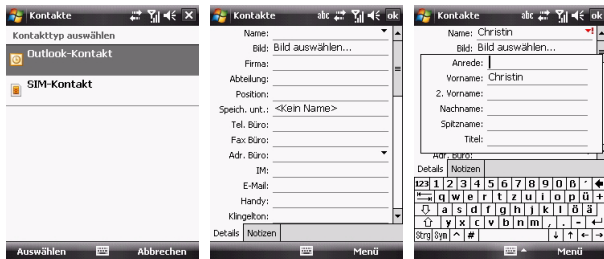 Kontakte
Kontakttyp auswählen
Outlook-Kontakt
SIM-Kontakt
Auswählen Abbrechen
Kontakte abc ok
Name:
Bild: Bild auswählen...
Firma:
Abteilung:
Position:
Speich. unt.: <Kein Name>
Tel. Büro:
Fax Büro:
Adr. Büro:
IM:
E-Mail:
Handy:
Klingelton:
Details Notizen
Menü
Kontakte abc ok
Name: Christin
Bild: Bild auswählen...
Anrede:
Vorname: Christin
2. Vorname:
Nachname:
Spitzname:
Titel:
Adr. Büro:
Details Notizen
123 1 2 3 4 5 6 7 8 9 0 ß ´
q w e r t z u i o p ü +
a s d f g h j k l ö ä
y x c v b n m , . -
Strg Sym ^ # ↓ ↑ ← →
Menü